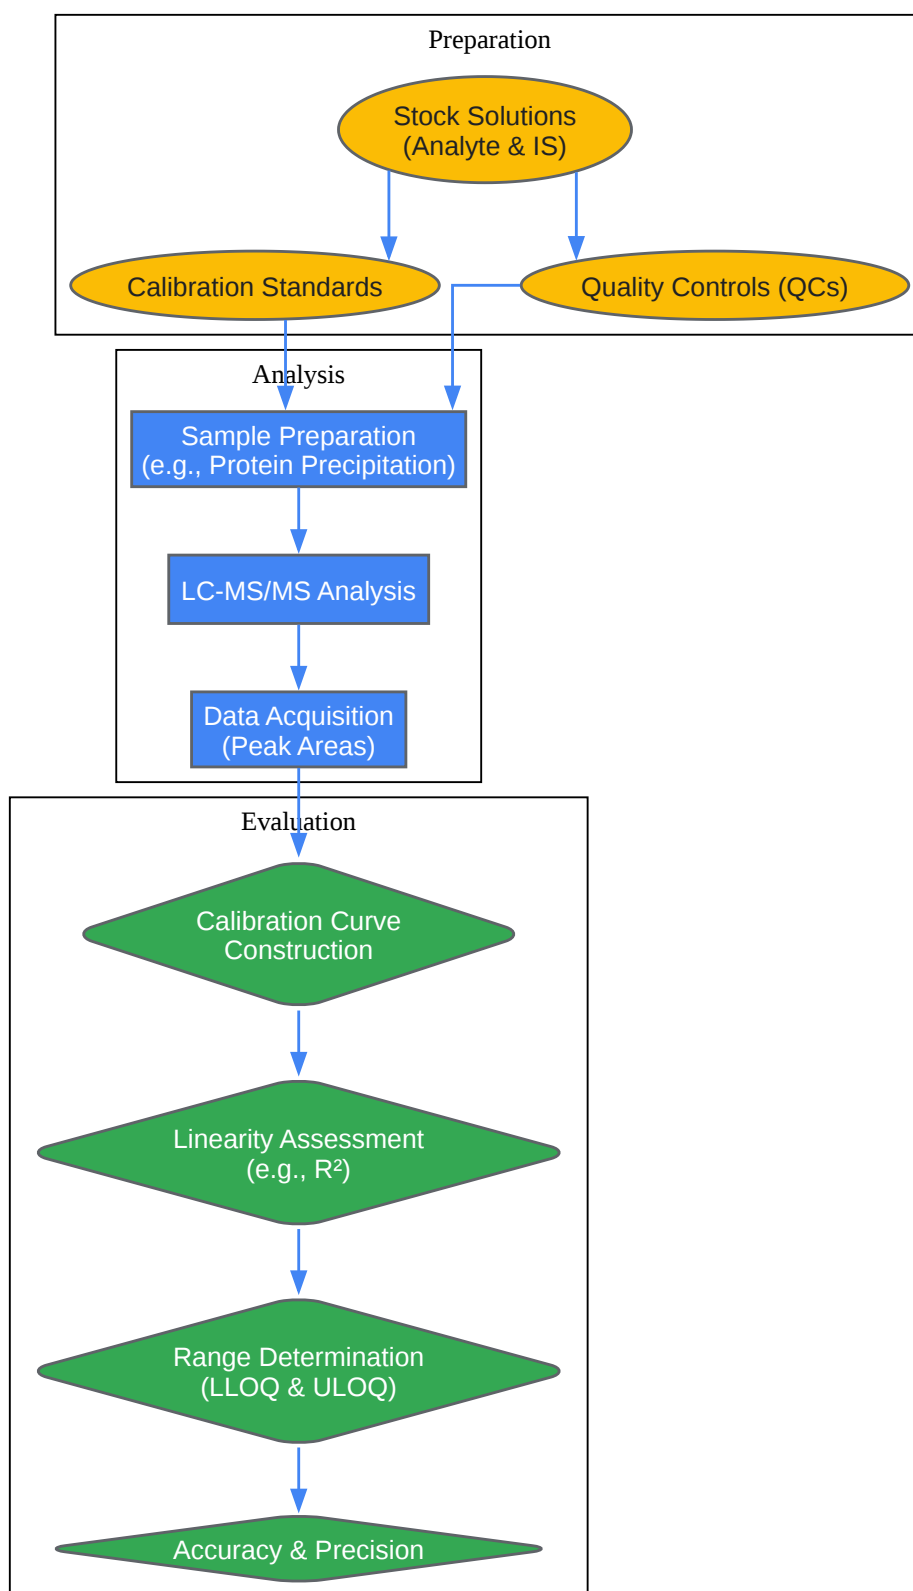 Preparation
Stock Solutions
(Analyte & IS)
Calibration Standards
Quality Controls (QCs)
Analysis
Sample Preparation
(e.g., Protein Precipitation)
LC-MS/MS Analysis
Data Acquisition
(Peak Areas)
Evaluation
Calibration Curve
Construction
Linearity Assessment
(e.g., R²)
Range Determination
(LLOQ & ULOQ)
Accuracy & Precision